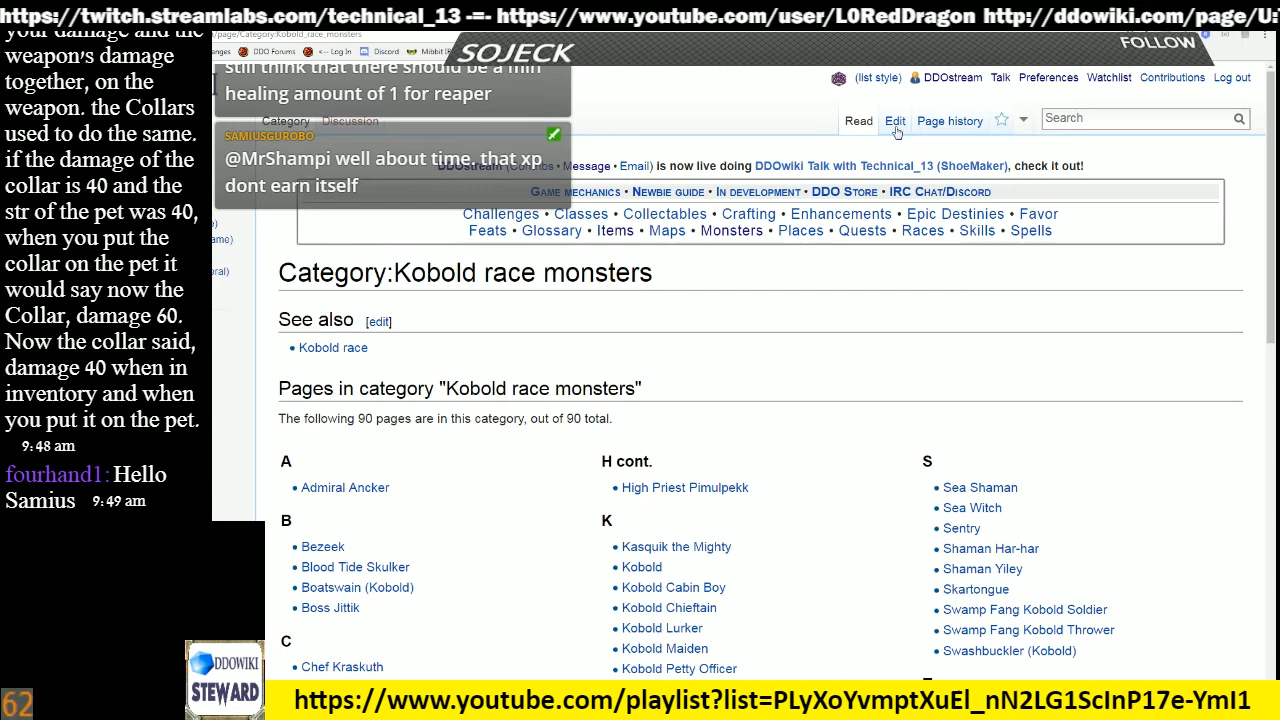 https://twitch.streamlabs.com/technical_13 -=- https://www.youtube.com/user/L0RedDragon http://ddowiki.com/page/U:
your damage and the
weapon's damage
together, on the
weapon. the Collars
used to do the same.
if the damage of the
collar is 40 and the
str of the pet was 40,
when you put the
collar on the pet it
would say now the
Collar, damage 60.
Now the collar said,
damage 40 when in
inventory and when
you put it on the pet.
9:48 am
fourhand1: Hello
Samius 9:49 am
62
page/Category:Kobold_race_monsters
DDO Forums <-- Log In Discord
SOJECK
FOLLOW
still think that there should be a min
healing amount of 1 for reaper
SAMIUSGUROBO
@MrShampi well about time. that xp
dont earn itself
(list style) DDOstream Talk Preferences Watchlist Contributions Log out
Category Discussion
Read Edit Page history Search
DDOstream (Contribs • Message • Email) is now live doing DDOwiki Talk with Technical_13 (ShoeMaker), check it out!
Game mechanics • Newbie guide • In development • DDO Store • IRC Chat/Discord
Challenges • Classes • Collectables • Crafting • Enhancements • Epic Destinies • Favor
Feats • Glossary • Items • Maps • Monsters • Places • Quests • Races • Skills • Spells
Category:Kobold race monsters
See also [edit]
• Kobold race
Pages in category "Kobold race monsters"
The following 90 pages are in this category, out of 90 total.
A
• Admiral Ancker
B
• Bezeek
• Blood Tide Skulker
• Boatswain (Kobold)
• Boss Jittik
C
• Chef Kraskuth
H cont.
• High Priest Pimulpekk
K
• Kasquik the Mighty
• Kobold
• Kobold Cabin Boy
• Kobold Chieftain
• Kobold Lurker
• Kobold Maiden
• Kobold Petty Officer
S
• Sea Shaman
• Sea Witch
• Sentry
• Shaman Har-har
• Shaman Yiley
• Skartongue
• Swamp Fang Kobold Soldier
• Swamp Fang Kobold Thrower
• Swashbuckler (Kobold)
DDOWIKI
STEWARD
https://www.youtube.com/playlist?list=PLyXoYvmptXuEl_nN2LG1ScInP17e-YmI1